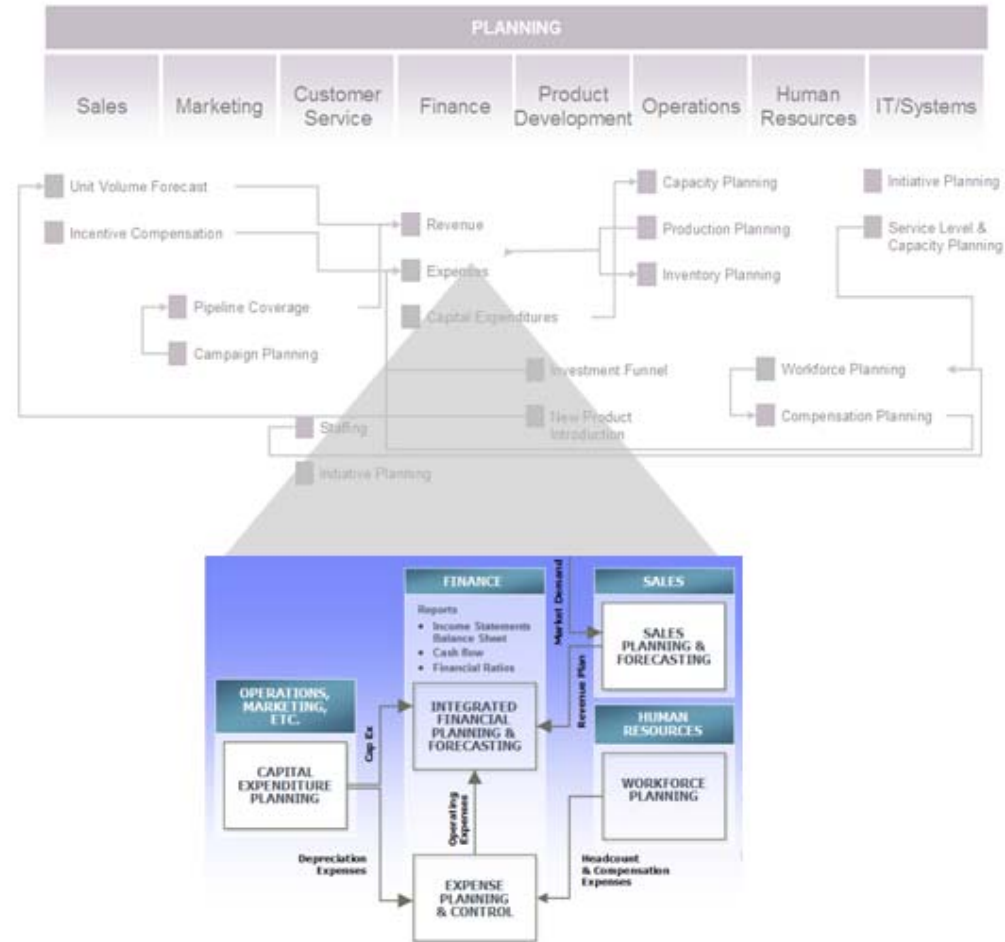 PLANNING
Sales
Marketing
Customer
Service
Finance
Product
Development
Operations
Human
Resources
IT/Systems
Unit Volume Forecast
Incentive Compensation
Pipeline Coverage
Campaign Planning
Staffing
Initiative Planning
Revenue
Expenses
Capital Expenditures
Investment Funnel
New Product
Introduction
Capacity Planning
Production Planning
Inventory Planning
Workforce Planning
Compensation Planning
Initiative Planning
Service Level &
Capacity Planning
FINANCE
Reports
• Income Statements
Balance Sheet
• Cash flow
• Financial Ratios
Market Demand
SALES
SALES
PLANNING &
FORECASTING
Revenue Plan
OPERATIONS,
MARKETING,
ETC.
CAPITAL
EXPENDITURE
PLANNING
Cap Ex
INTEGRATED
FINANCIAL
PLANNING &
FORECASTING
HUMAN
RESOURCES
WORKFORCE
PLANNING
Operating
Expenses
Depreciation
Expenses
Headcount
& Compensation
Expenses
EXPENSE
PLANNING
& CONTROL